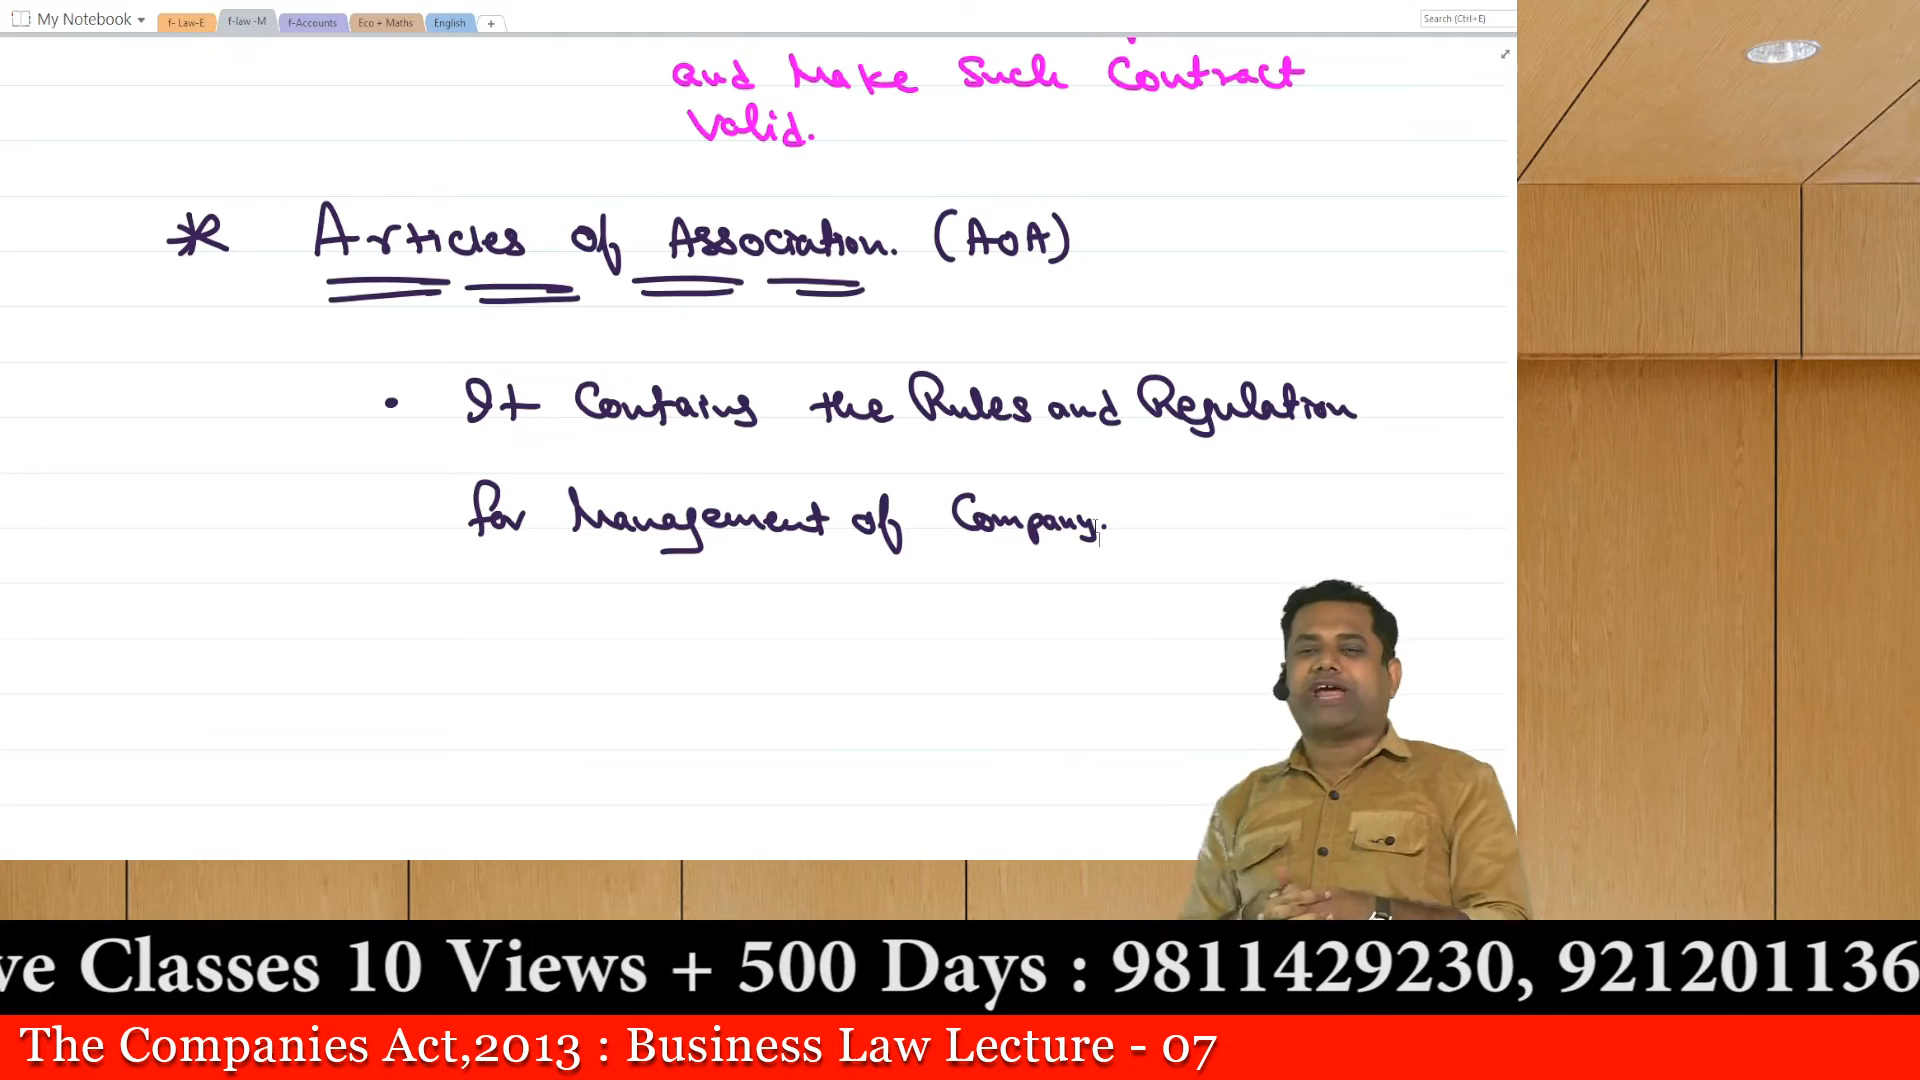 My Notebook
f- Law-E
f-law -M
f-Accounts
Eco + Maths
English
+
Search (Ctrl+E)
and Make Such Contract
Valid.
* Articles of Association. (AOA)
• It Contains the Rules and Regulation
for Management of Company.
ve Classes 10 Views + 500 Days : 9811429230, 921201136
The Companies Act,2013 : Business Law Lecture - 07